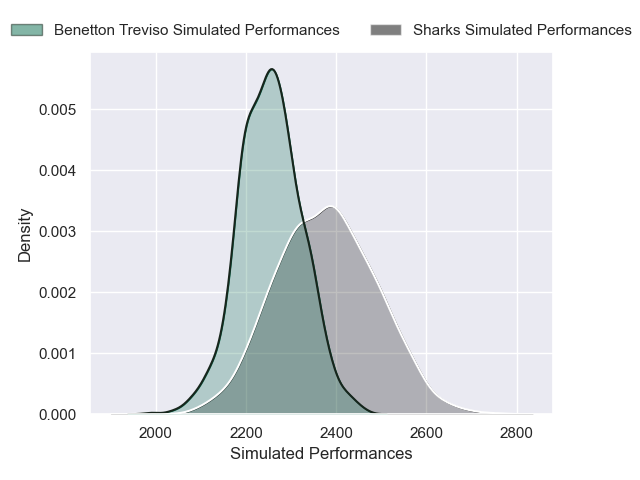 Benetton Treviso Simulated Performances
Sharks Simulated Performances
0.005
0.004
0.003
0.002
0.001
0.000
Density
2000 2200 2400 2600 2800
Simulated Performances